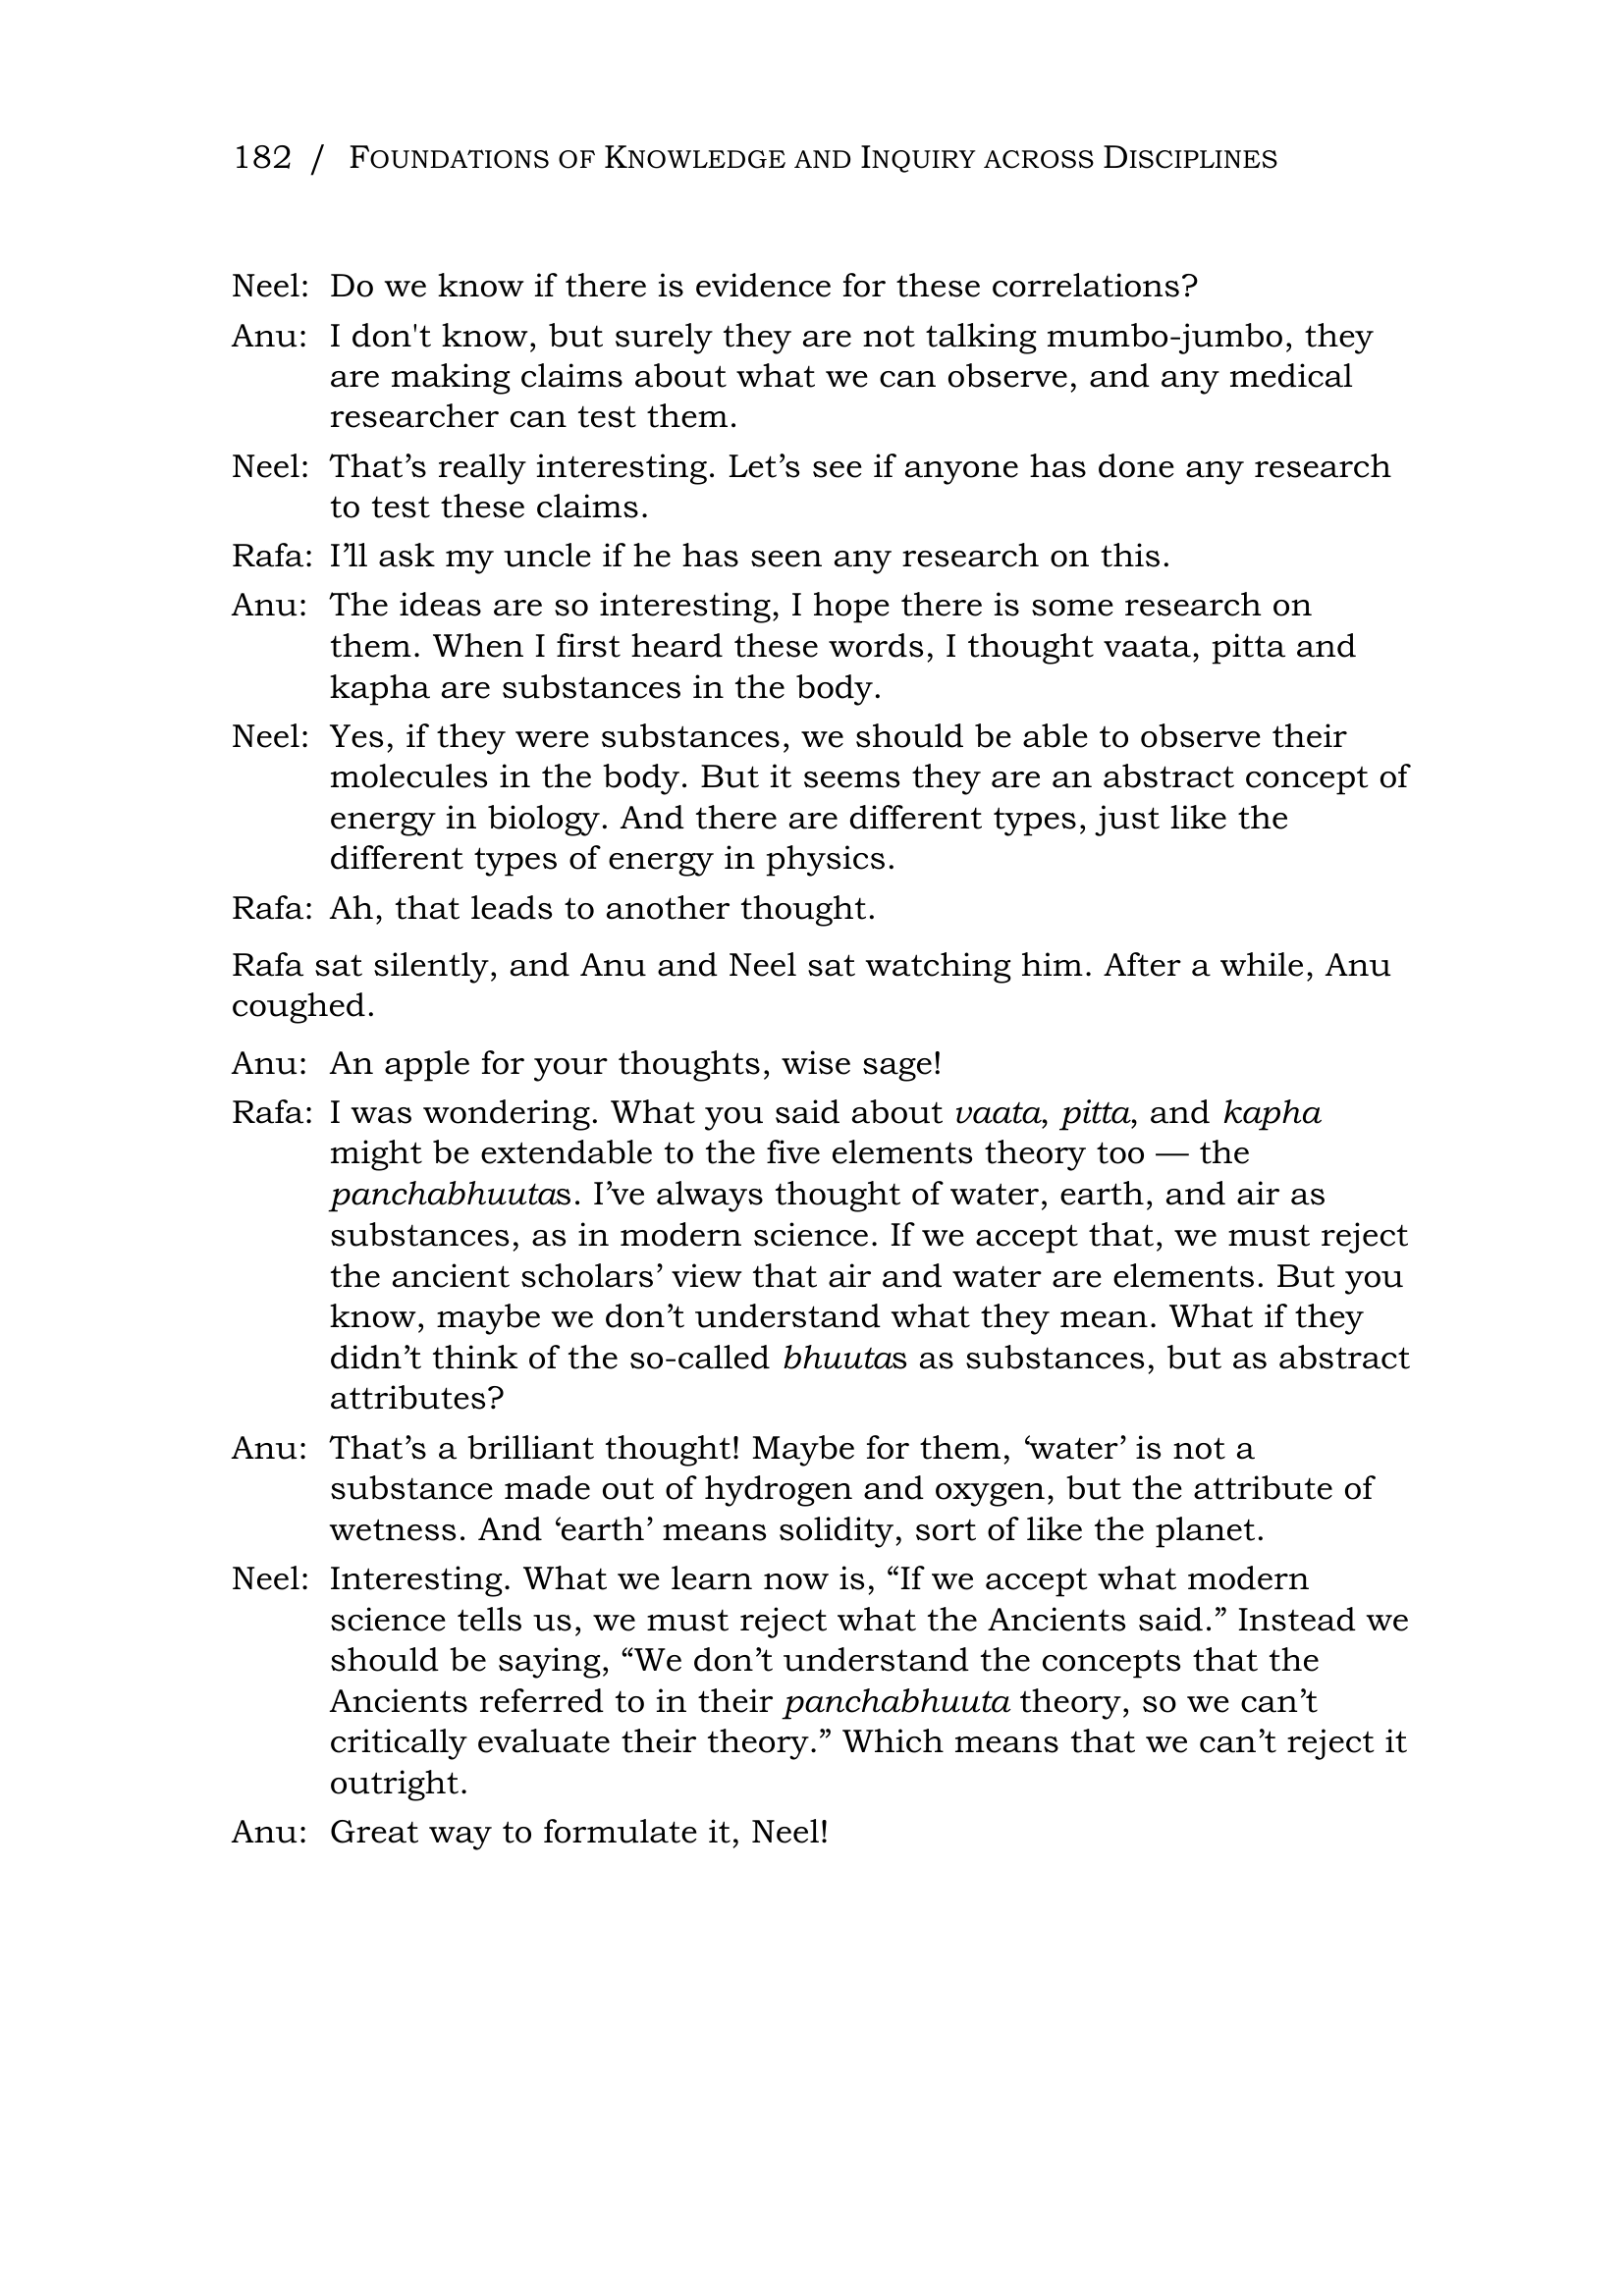 182 / FOUNDATIONS OF KNOWLEDGE AND INQUIRY ACROSS DISCIPLINES
Neel: Do we know if there is evidence for these correlations?
Anu: I don't know, but surely they are not talking mumbo-jumbo, they
are making claims about what we can observe, and any medical
researcher can test them.
Neel: That’s really interesting. Let’s see if anyone has done any research
to test these claims.
Rafa: I’ll ask my uncle if he has seen any research on this.
Anu: The ideas are so interesting, I hope there is some research on
them. When I first heard these words, I thought vaata, pitta and
kapha are substances in the body.
Neel: Yes, if they were substances, we should be able to observe their
molecules in the body. But it seems they are an abstract concept of
energy in biology. And there are different types, just like the
different types of energy in physics.
Rafa: Ah, that leads to another thought.
Rafa sat silently, and Anu and Neel sat watching him. After a while, Anu
coughed.
Anu: An apple for your thoughts, wise sage!
Rafa: I was wondering. What you said about vaata, pitta, and kapha
might be extendable to the five elements theory too — the
panchabhuutas. I’ve always thought of water, earth, and air as
substances, as in modern science. If we accept that, we must reject
the ancient scholars’ view that air and water are elements. But you
know, maybe we don’t understand what they mean. What if they
didn’t think of the so-called bhuutas as substances, but as abstract
attributes?
Anu: That’s a brilliant thought! Maybe for them, ‘water’ is not a
substance made out of hydrogen and oxygen, but the attribute of
wetness. And ‘earth’ means solidity, sort of like the planet.
Neel: Interesting. What we learn now is, “If we accept what modern
science tells us, we must reject what the Ancients said.” Instead we
should be saying, “We don’t understand the concepts that the
Ancients referred to in their panchabhuuta theory, so we can’t
critically evaluate their theory.” Which means that we can’t reject it
outright.
Anu: Great way to formulate it, Neel!